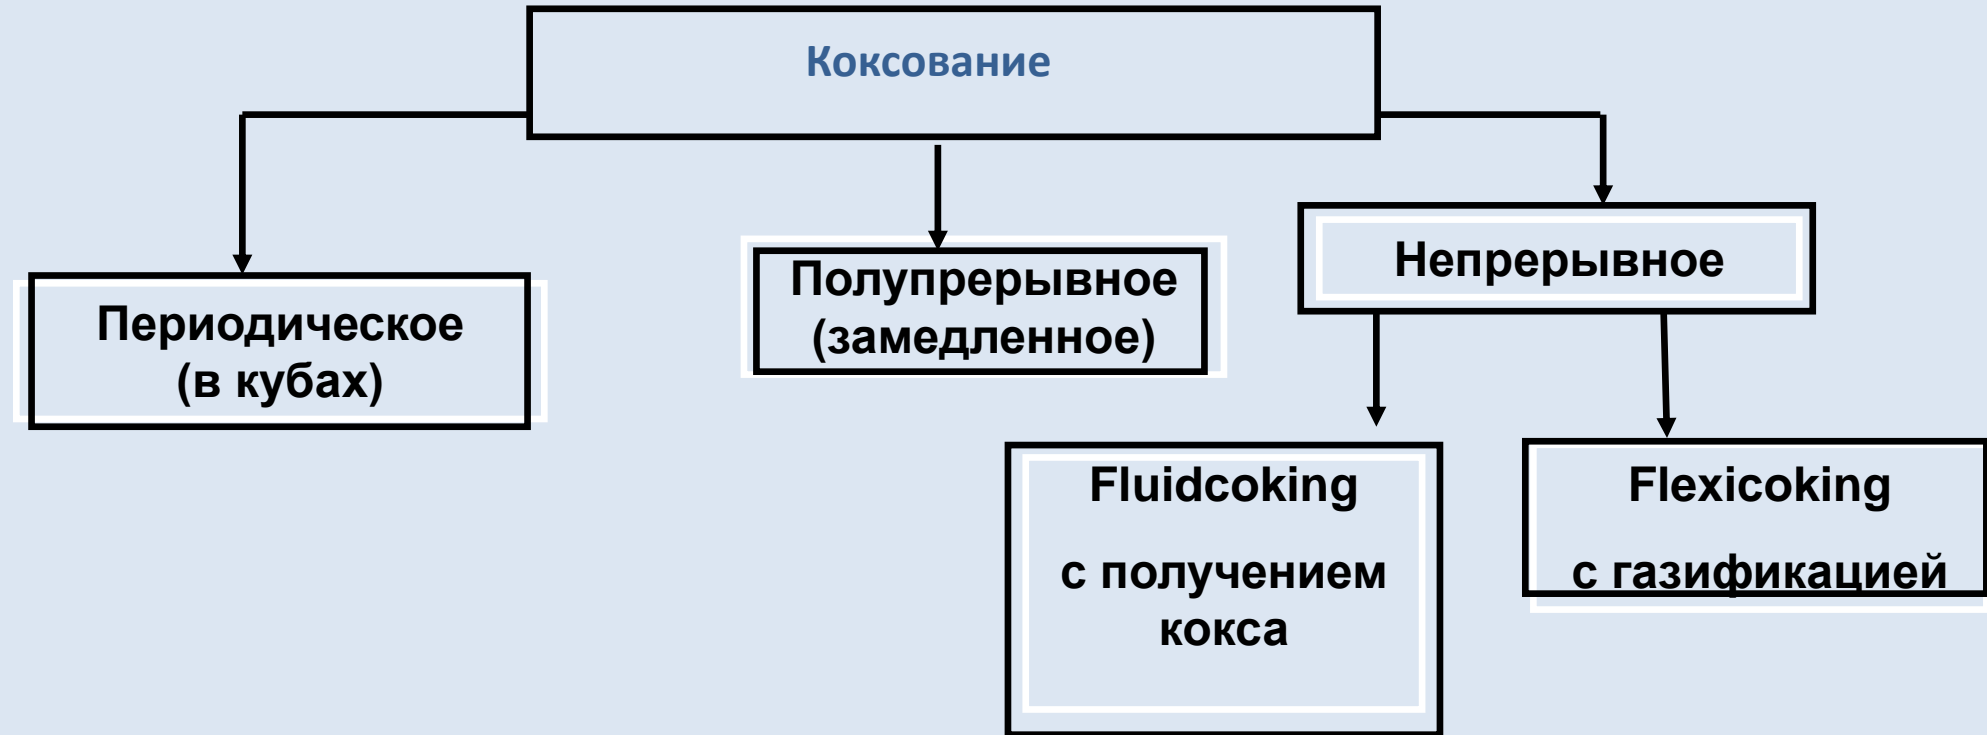 Коксование
Периодическое
(в кубах)
Полупрерывное
(замедленное)
Непрерывное
Fluidcoking
с получением
кокса
Flexicoking
с газификацией